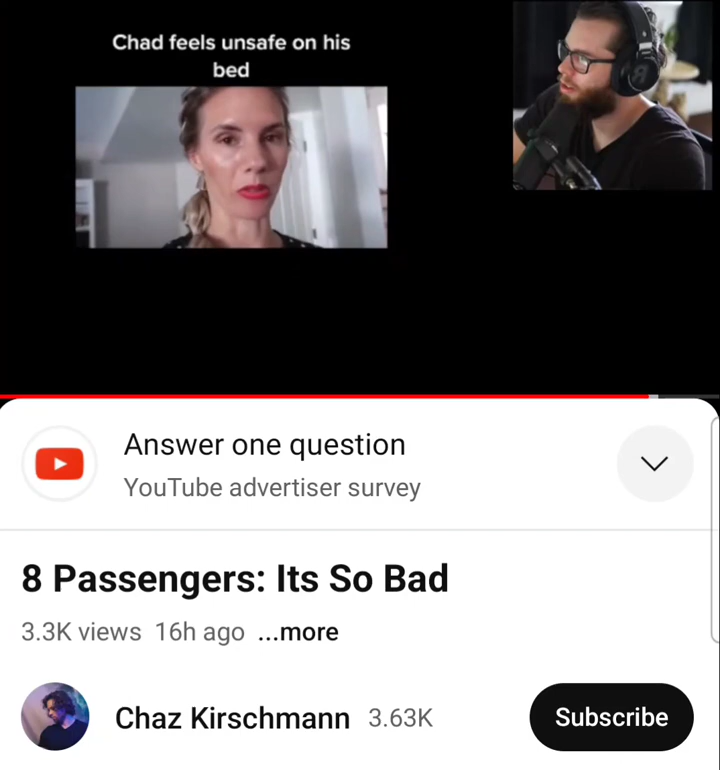 Chad feels unsafe on his
bed
Answer one question
YouTube advertiser survey
8 Passengers: Its So Bad
3.3K views 16h ago ...more
Chaz Kirschmann 3.63K
Subscribe